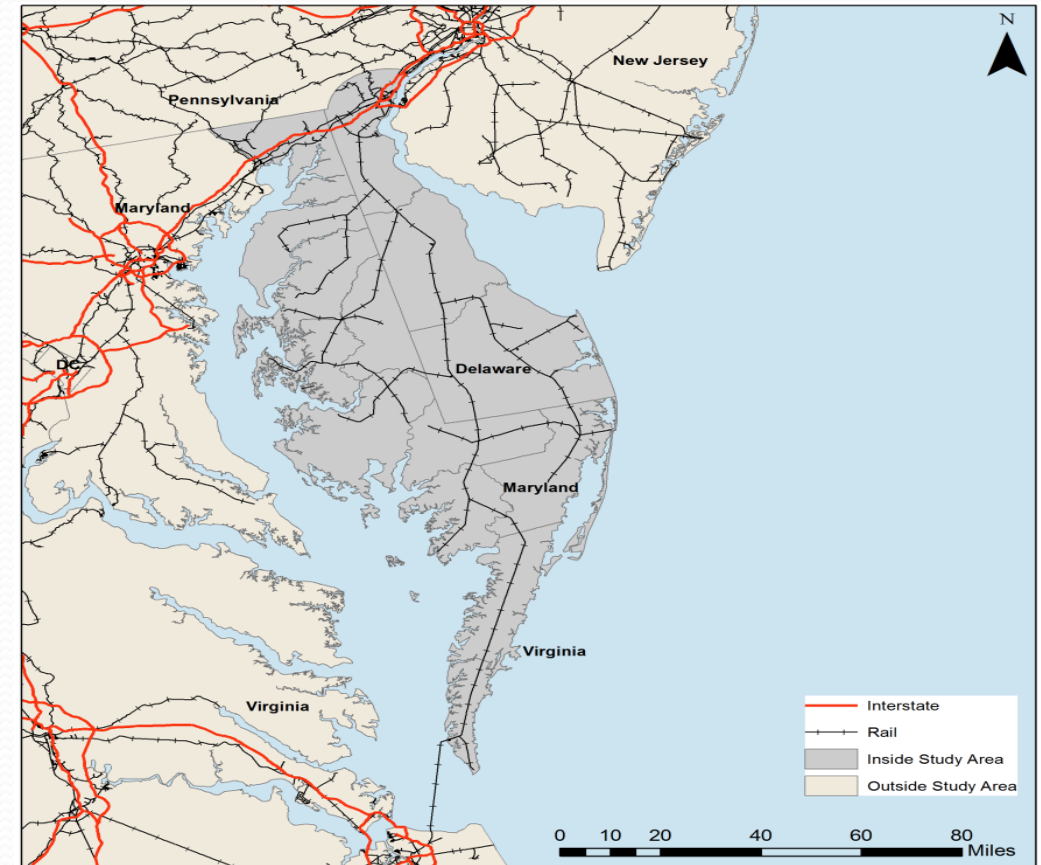 N
New Jersey
Pennsylvania
Maryland
DC
Delaware
Maryland
Virginia
Virginia
Interstate
Rail
Inside Study Area
Outside Study Area
0 10 20 40 60 80
Miles